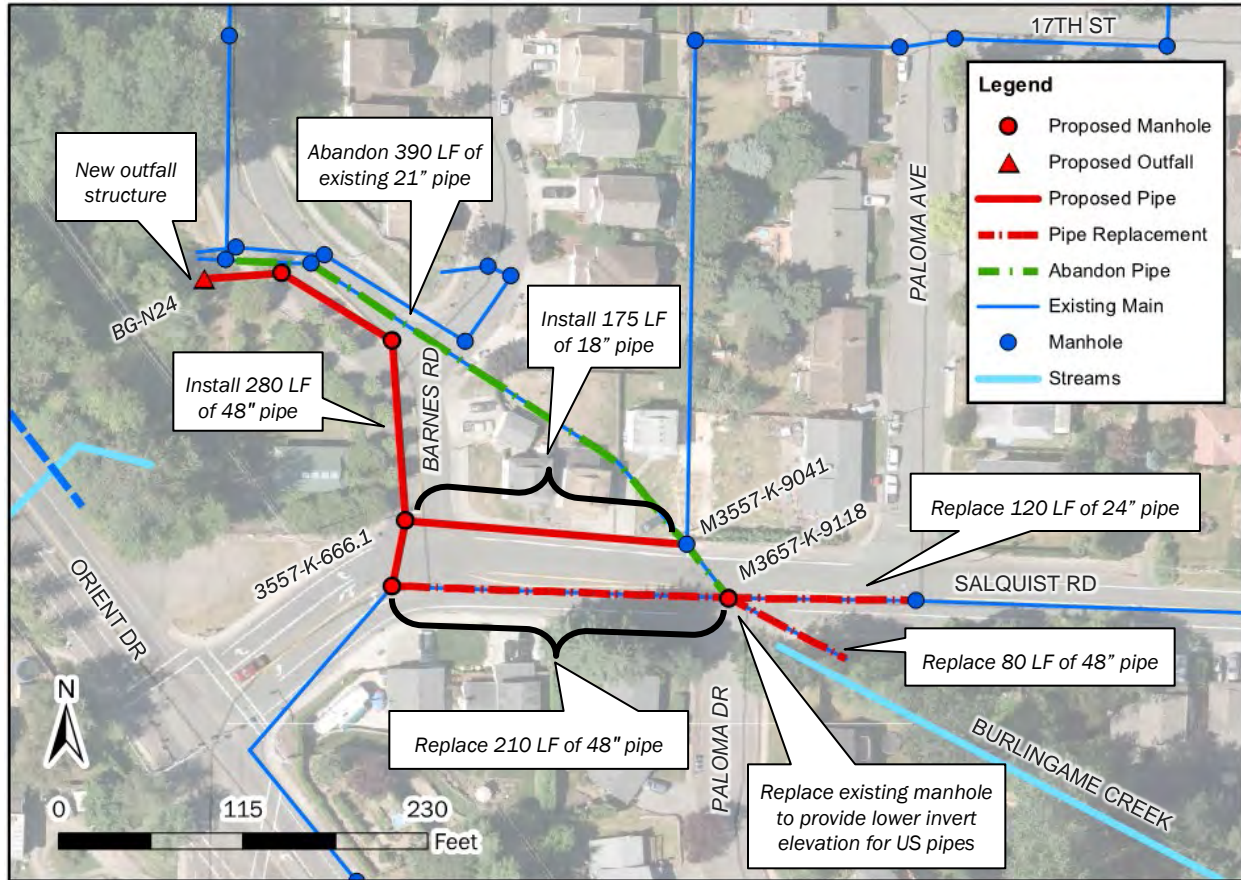 17TH ST
Legend
Proposed Manhole
Proposed Outfall
Proposed Pipe
Pipe Replacement
Abandon Pipe
Existing Main
Manhole
Streams
New outfall
structure
Abandon 390 LF of
existing 21” pipe
PALOMA AVE
BG-N24
Install 175 LF
of 18” pipe
Install 280 LF
of 48" pipe
BARNES RD
M3557-K-9041
M3657-K-9118
Replace 120 LF of 24” pipe
3557-K-666.1
SALQUIST RD
ORIENT DR
Replace 80 LF of 48” pipe
N
Replace 210 LF of 48" pipe
PALOMA DR
BURLINGAME CREEK
Replace existing manhole
to provide lower invert
elevation for US pipes
0 115 230
Feet